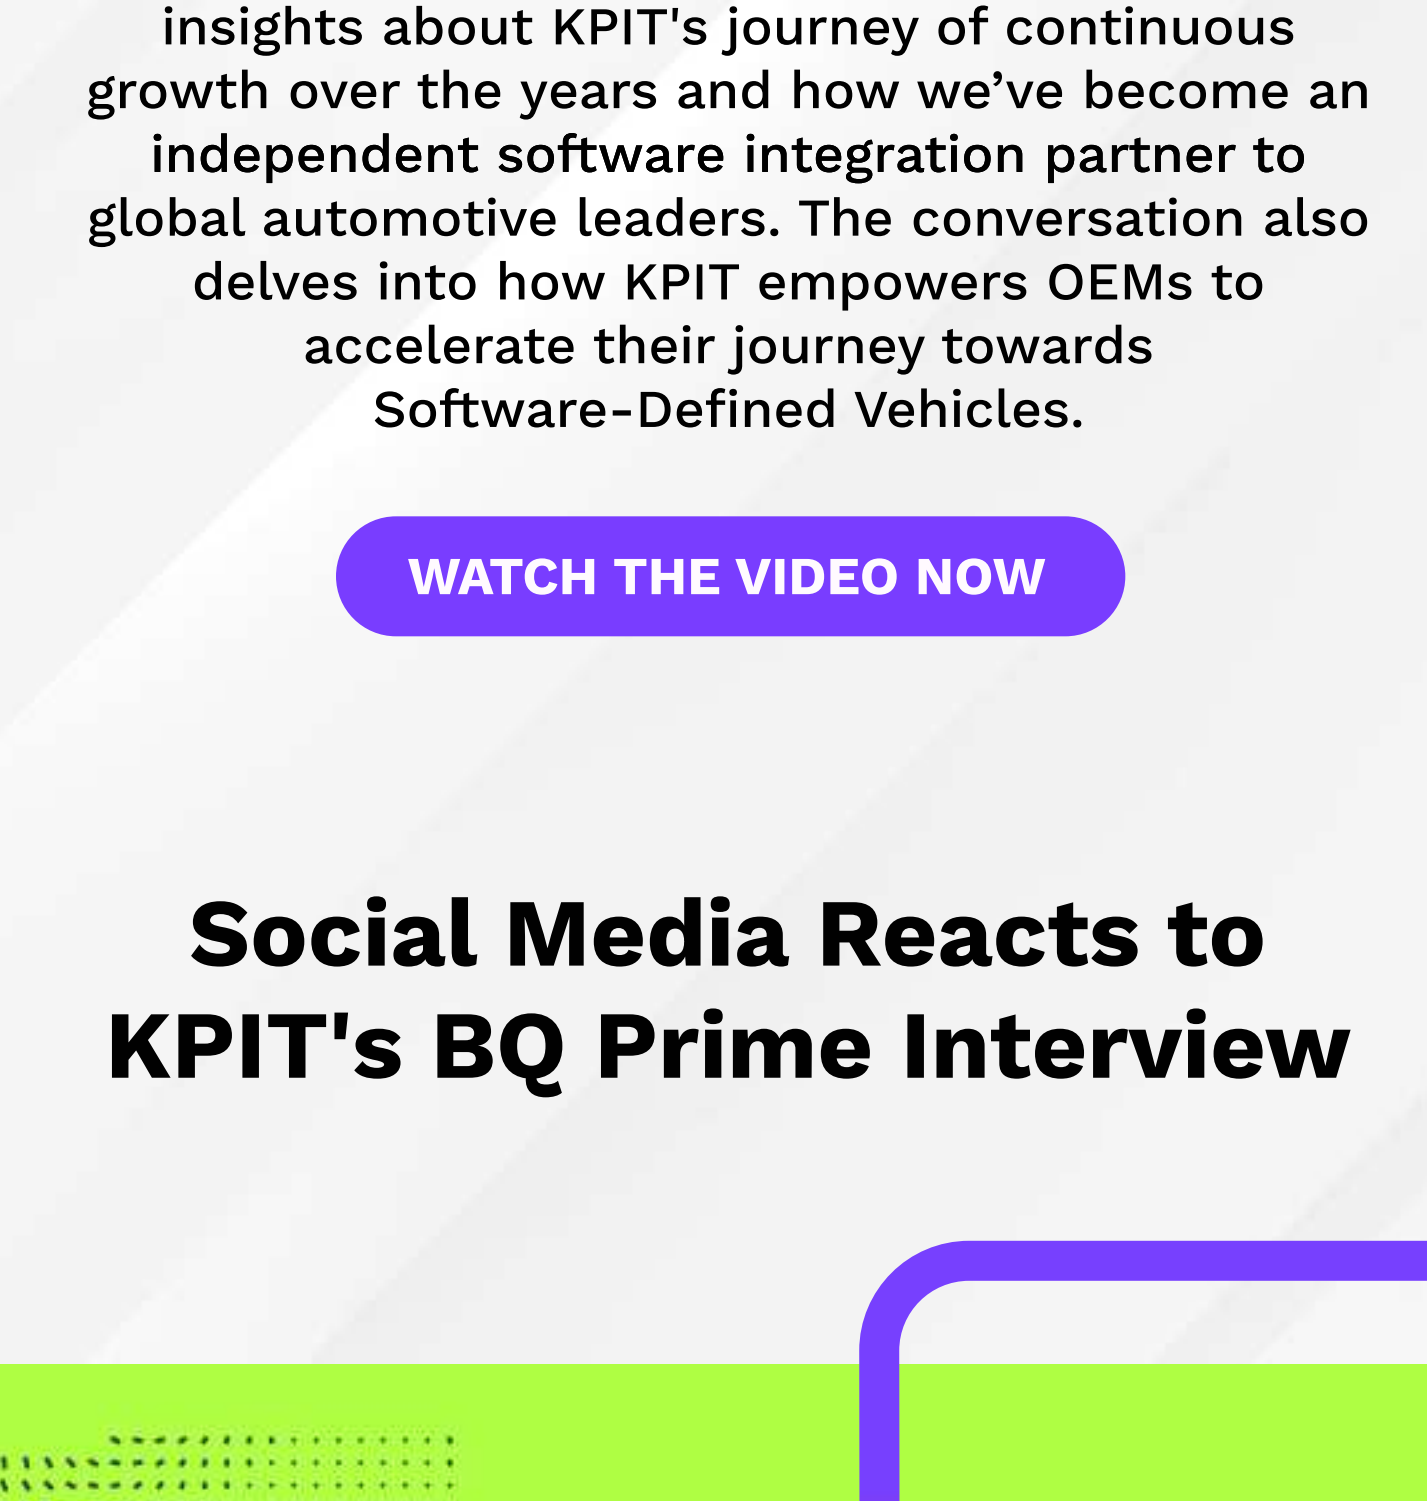 insights about KPIT's journey of continuous
growth over the years and how we’ve become an
independent software integration partner to
global automotive leaders. The conversation also
delves into how KPIT empowers OEMs to
accelerate their journey towards
Software-Defined Vehicles.
WATCH THE VIDEO NOW
Social Media Reacts to
KPIT's BQ Prime Interview